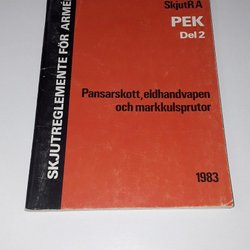 SKJUTREGLEMENTE FÖR ARMÉ
SkjutR A
PEK
Del 2
Pansarskott, eldhandvapen
och markkulsprutor
1983